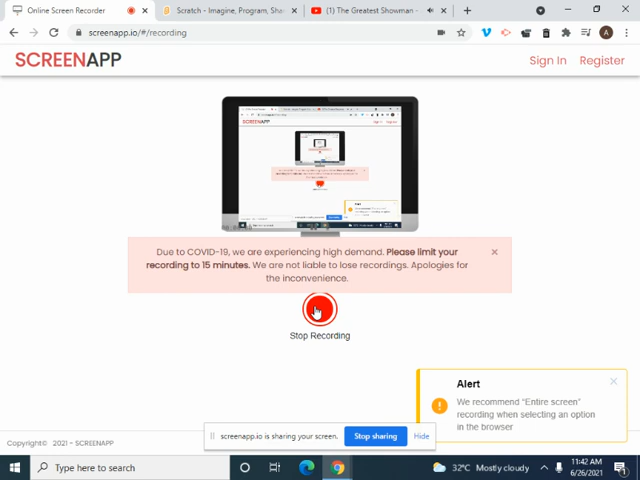 Online Screen Recorder
Scratch - Imagine, Program, Sha
(1) The Greatest Showman -
screenapp.io/#/recording
A
SCREENAPP
Sign In
Register
Due to COVID-19, we are experiencing high demand. Please limit your
recording to 15 minutes. We are not liable to lose recordings. Apologies for
the inconvenience.
Stop Recording
Alert
We recommend "Entire screen"
recording when selecting an option
in the browser
screenapp.io is sharing your screen.
Stop sharing
Hide
Copyright© 2021 - SCREENAPP
Type here to search
32°C Mostly cloudy
11:42 AM
6/26/2021
1